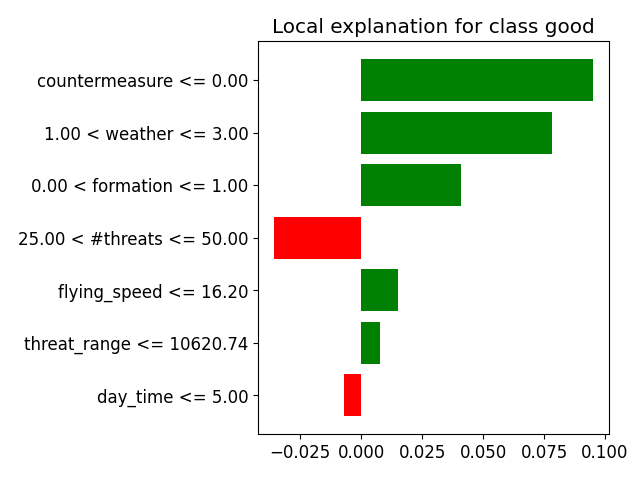 Local explanation for class good
countermeasure <= 0.00
1.00 < weather <= 3.00
0.00 < formation <= 1.00
25.00 < #threats <= 50.00
flying_speed <= 16.20
threat_range <= 10620.74
day_time <= 5.00
−0.025 0.000 0.025 0.050 0.075 0.100